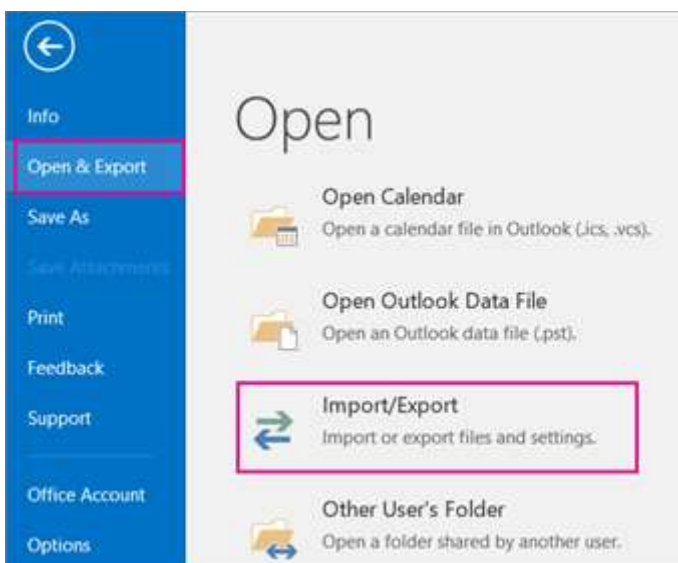 Info
Open & Export
Save As
Save Attachments
Print
Feedback
Support
Office Account
Options
Open
Open Calendar
Open a calendar file in Outlook (.ics, .vcs).
Open Outlook Data File
Open an Outlook data file (.pst).
Import/Export
Import or export files and settings.
Other User's Folder
Open a folder shared by another user.